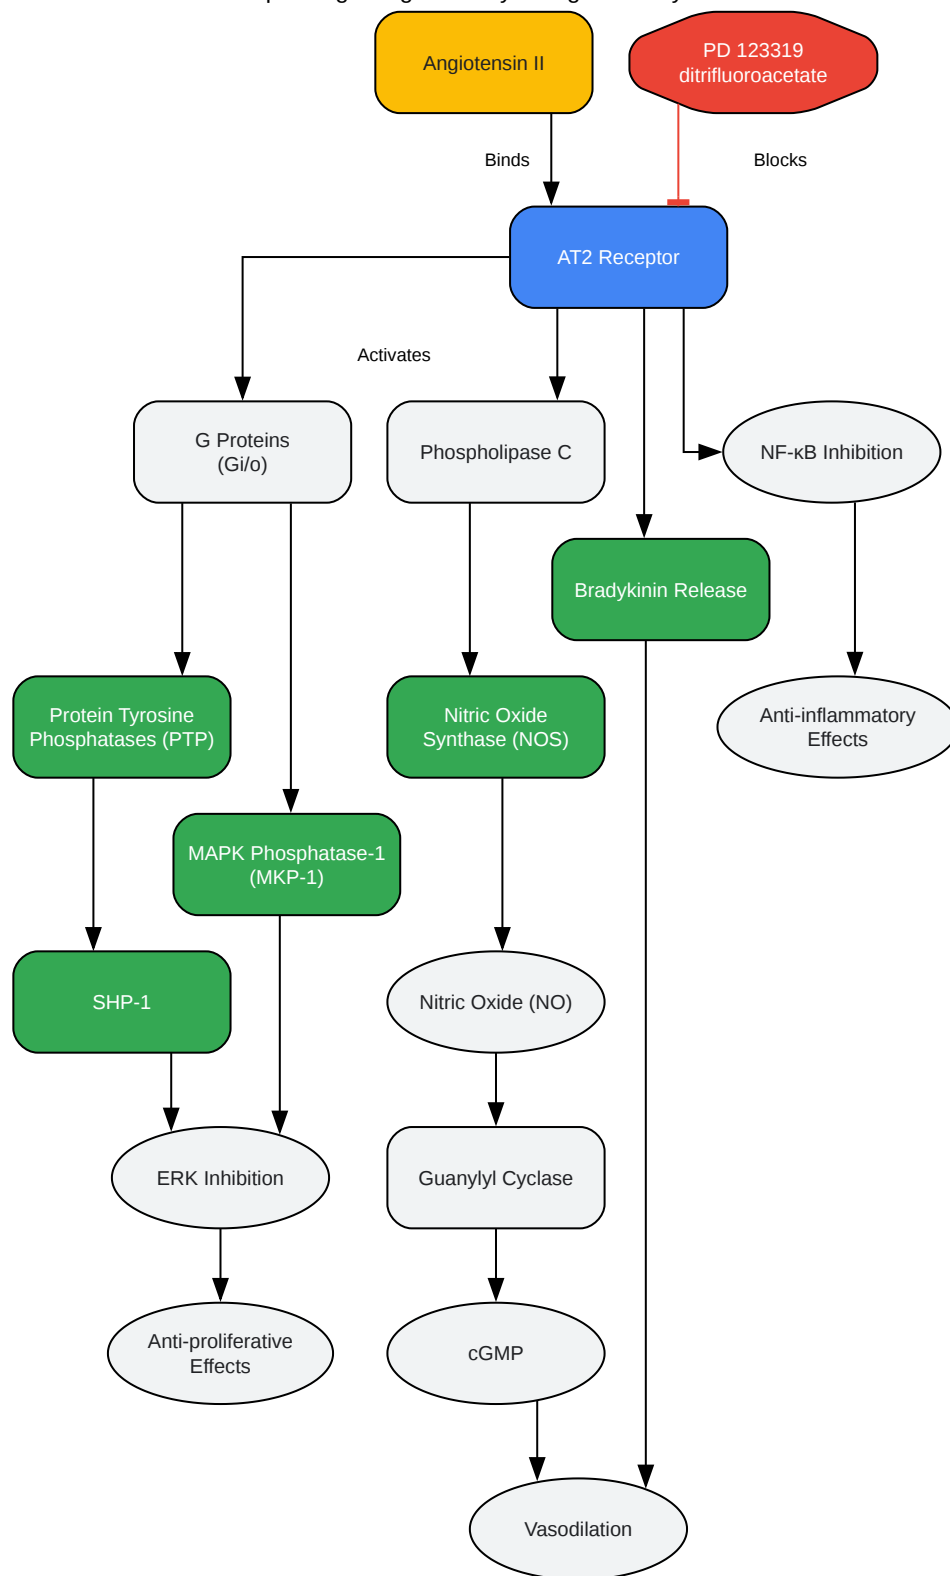 Angiotensin II
PD 123319
ditrifluoroacetate
Binds
Blocks
AT2 Receptor
Activates
G Proteins
(Gi/o)
Phospholipase C
NF-κB Inhibition
Bradykinin Release
Protein Tyrosine
Phosphatases (PTP)
Nitric Oxide
Synthase (NOS)
Anti-inflammatory
Effects
MAPK Phosphatase-1
(MKP-1)
SHP-1
Nitric Oxide (NO)
ERK Inhibition
Guanylyl Cyclase
Anti-proliferative
Effects
cGMP
Vasodilation